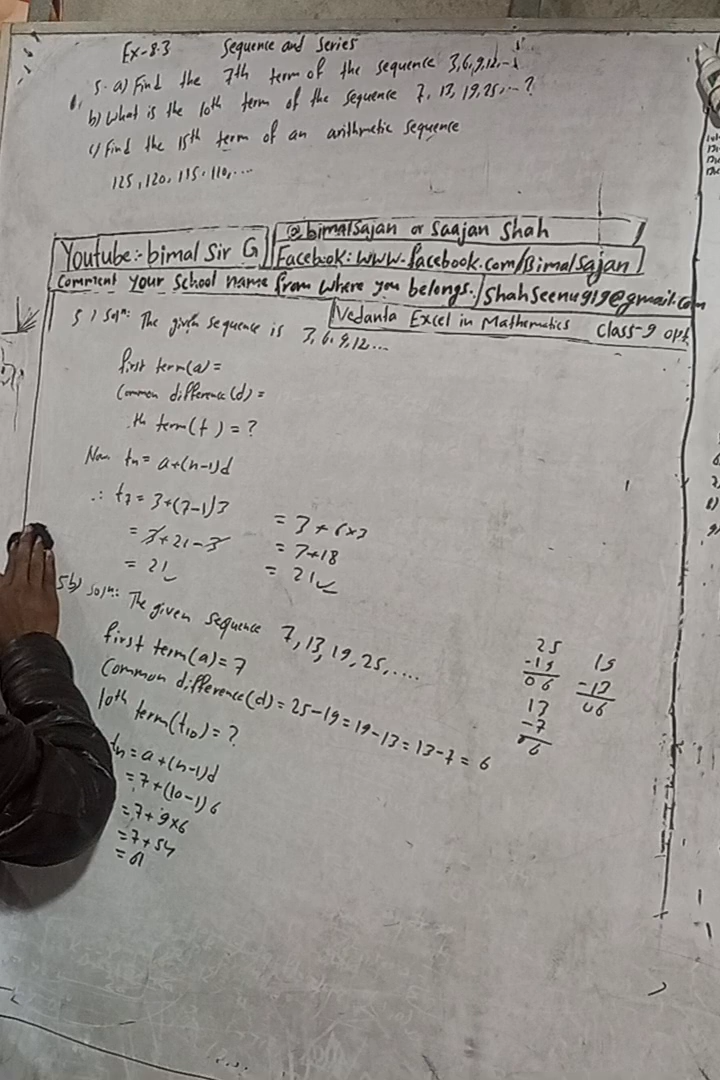 Ex-8.3 Sequence and Series
5. a) Find the 7th term of the sequence 3,6,9,12,...
b) What is the 10th term of the sequence 7, 13, 19, 25, ... ?
c) Find the 15th term of an arithmetic sequence
125, 120, 115, 110, ...
@bimalsajan or Saajan Shah
Youtube:- bimal Sir G
Facebook: www.facebook.com/Bimalsajan
Comment your School name from where you belongs./shahseenu919@gmail.com
Vedanta Excel in Mathematics Class-9 opt.
5 ) Solⁿ: The given sequence is 3, 6, 9, 12 ...
first term(a) =
Common difference(d) =
th term(t ) = ?
Now tn = a+(n-1)d
∴ t7 = 3+(7-1)3
= 3+21-3
= 21
= 3 + 6×3
= 7+18
= 21
5b) Solⁿ: The given sequence 7, 13, 19, 25, ....
first term(a) = 7
Common difference(d) = 25-19 = 19-13 = 13-7 = 6
10th term(t10) = ?
tn = a+(n-1)d
= 7+(10-1)6
= 7+9×6
= 7+54
= 61
25
-19
06
19
-13
06
13
-7
6